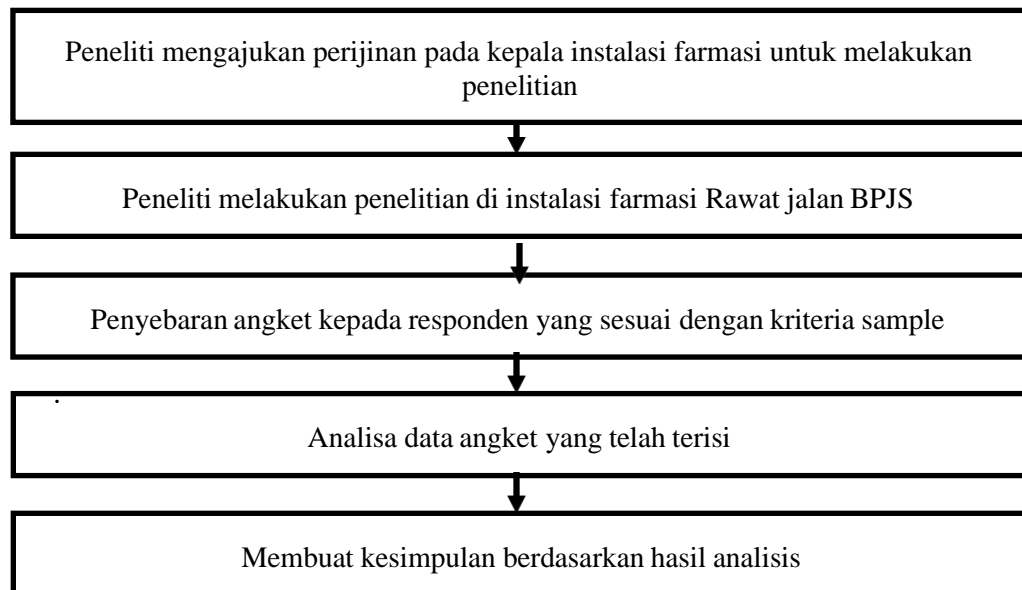 Peneliti mengajukan perijinan pada kepala instalasi farmasi untuk melakukan
penelitian
Peneliti melakukan penelitian di instalasi farmasi Rawat jalan BPJS
Penyebaran angket kepada responden yang sesuai dengan kriteria sample
.
Analisa data angket yang telah terisi
Membuat kesimpulan berdasarkan hasil analisis